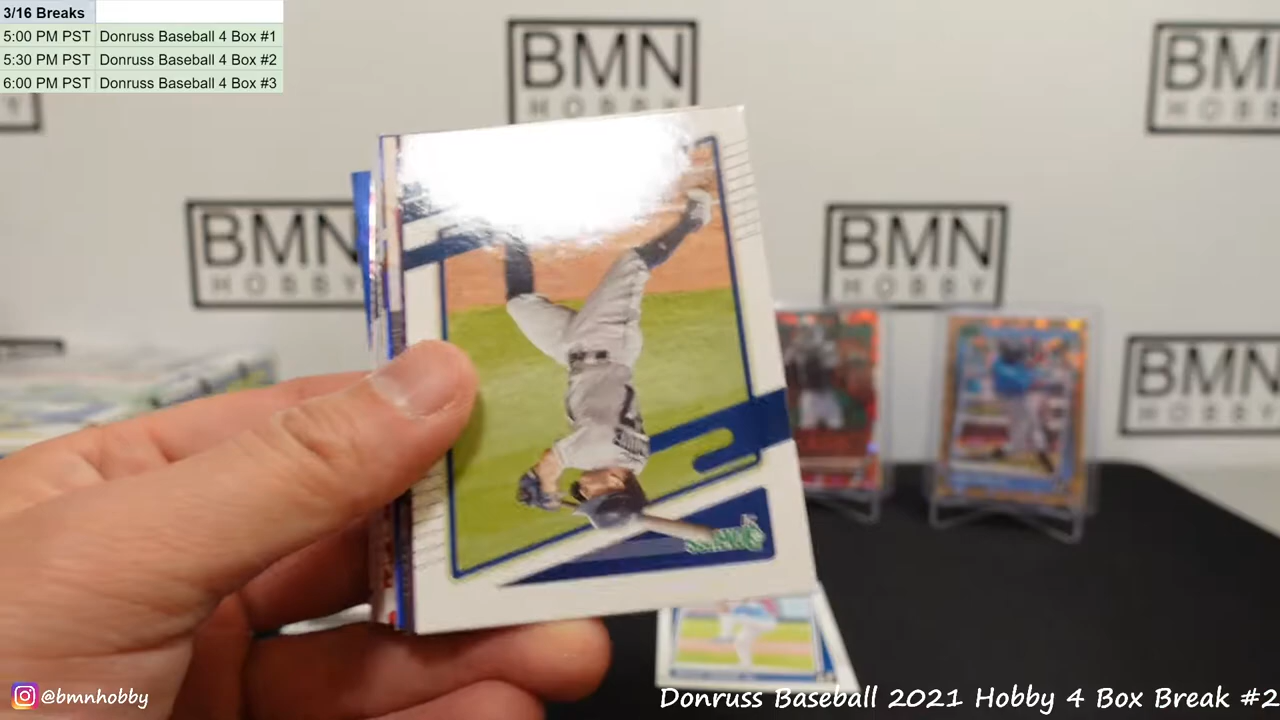 3/16 Breaks
5:00 PM PST Donruss Baseball 4 Box #1
5:30 PM PST Donruss Baseball 4 Box #2
6:00 PM PST Donruss Baseball 4 Box #3
BMN
HOBBY
BM
H O B B
Y
BMN
HOBBY
BMN
HOBBY
BMN
HOBBY
@bmnhobby
Donruss Baseball 2021 Hobby 4 Box Break #2